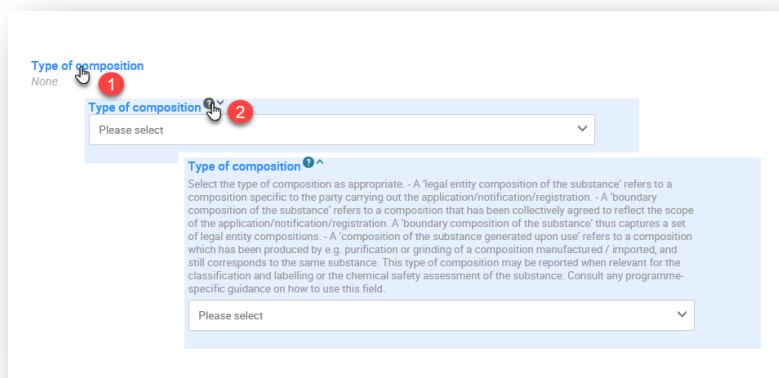 Type of composition
None
1
Type of composition ?
2
Please select
Type of composition ?
Select the type of composition as appropriate. - A 'legal entity composition of the substance' refers to a
composition specific to the party carrying out the application/notification/registration. - A 'boundary
composition of the substance' refers to a composition that has been collectively agreed to reflect the scope
of the application/notification/registration. A 'boundary composition of the substance' thus captures a set
of legal entity compositions. - A 'composition of the substance generated upon use' refers to a composition
which has been produced by e.g. purification or grinding of a composition manufactured / imported, and
still corresponds to the same substance. This type of composition may be reported when relevant for the
classification and labelling or the chemical safety assessment of the substance. Consult any programme-
specific guidance on how to use this field.
Please select